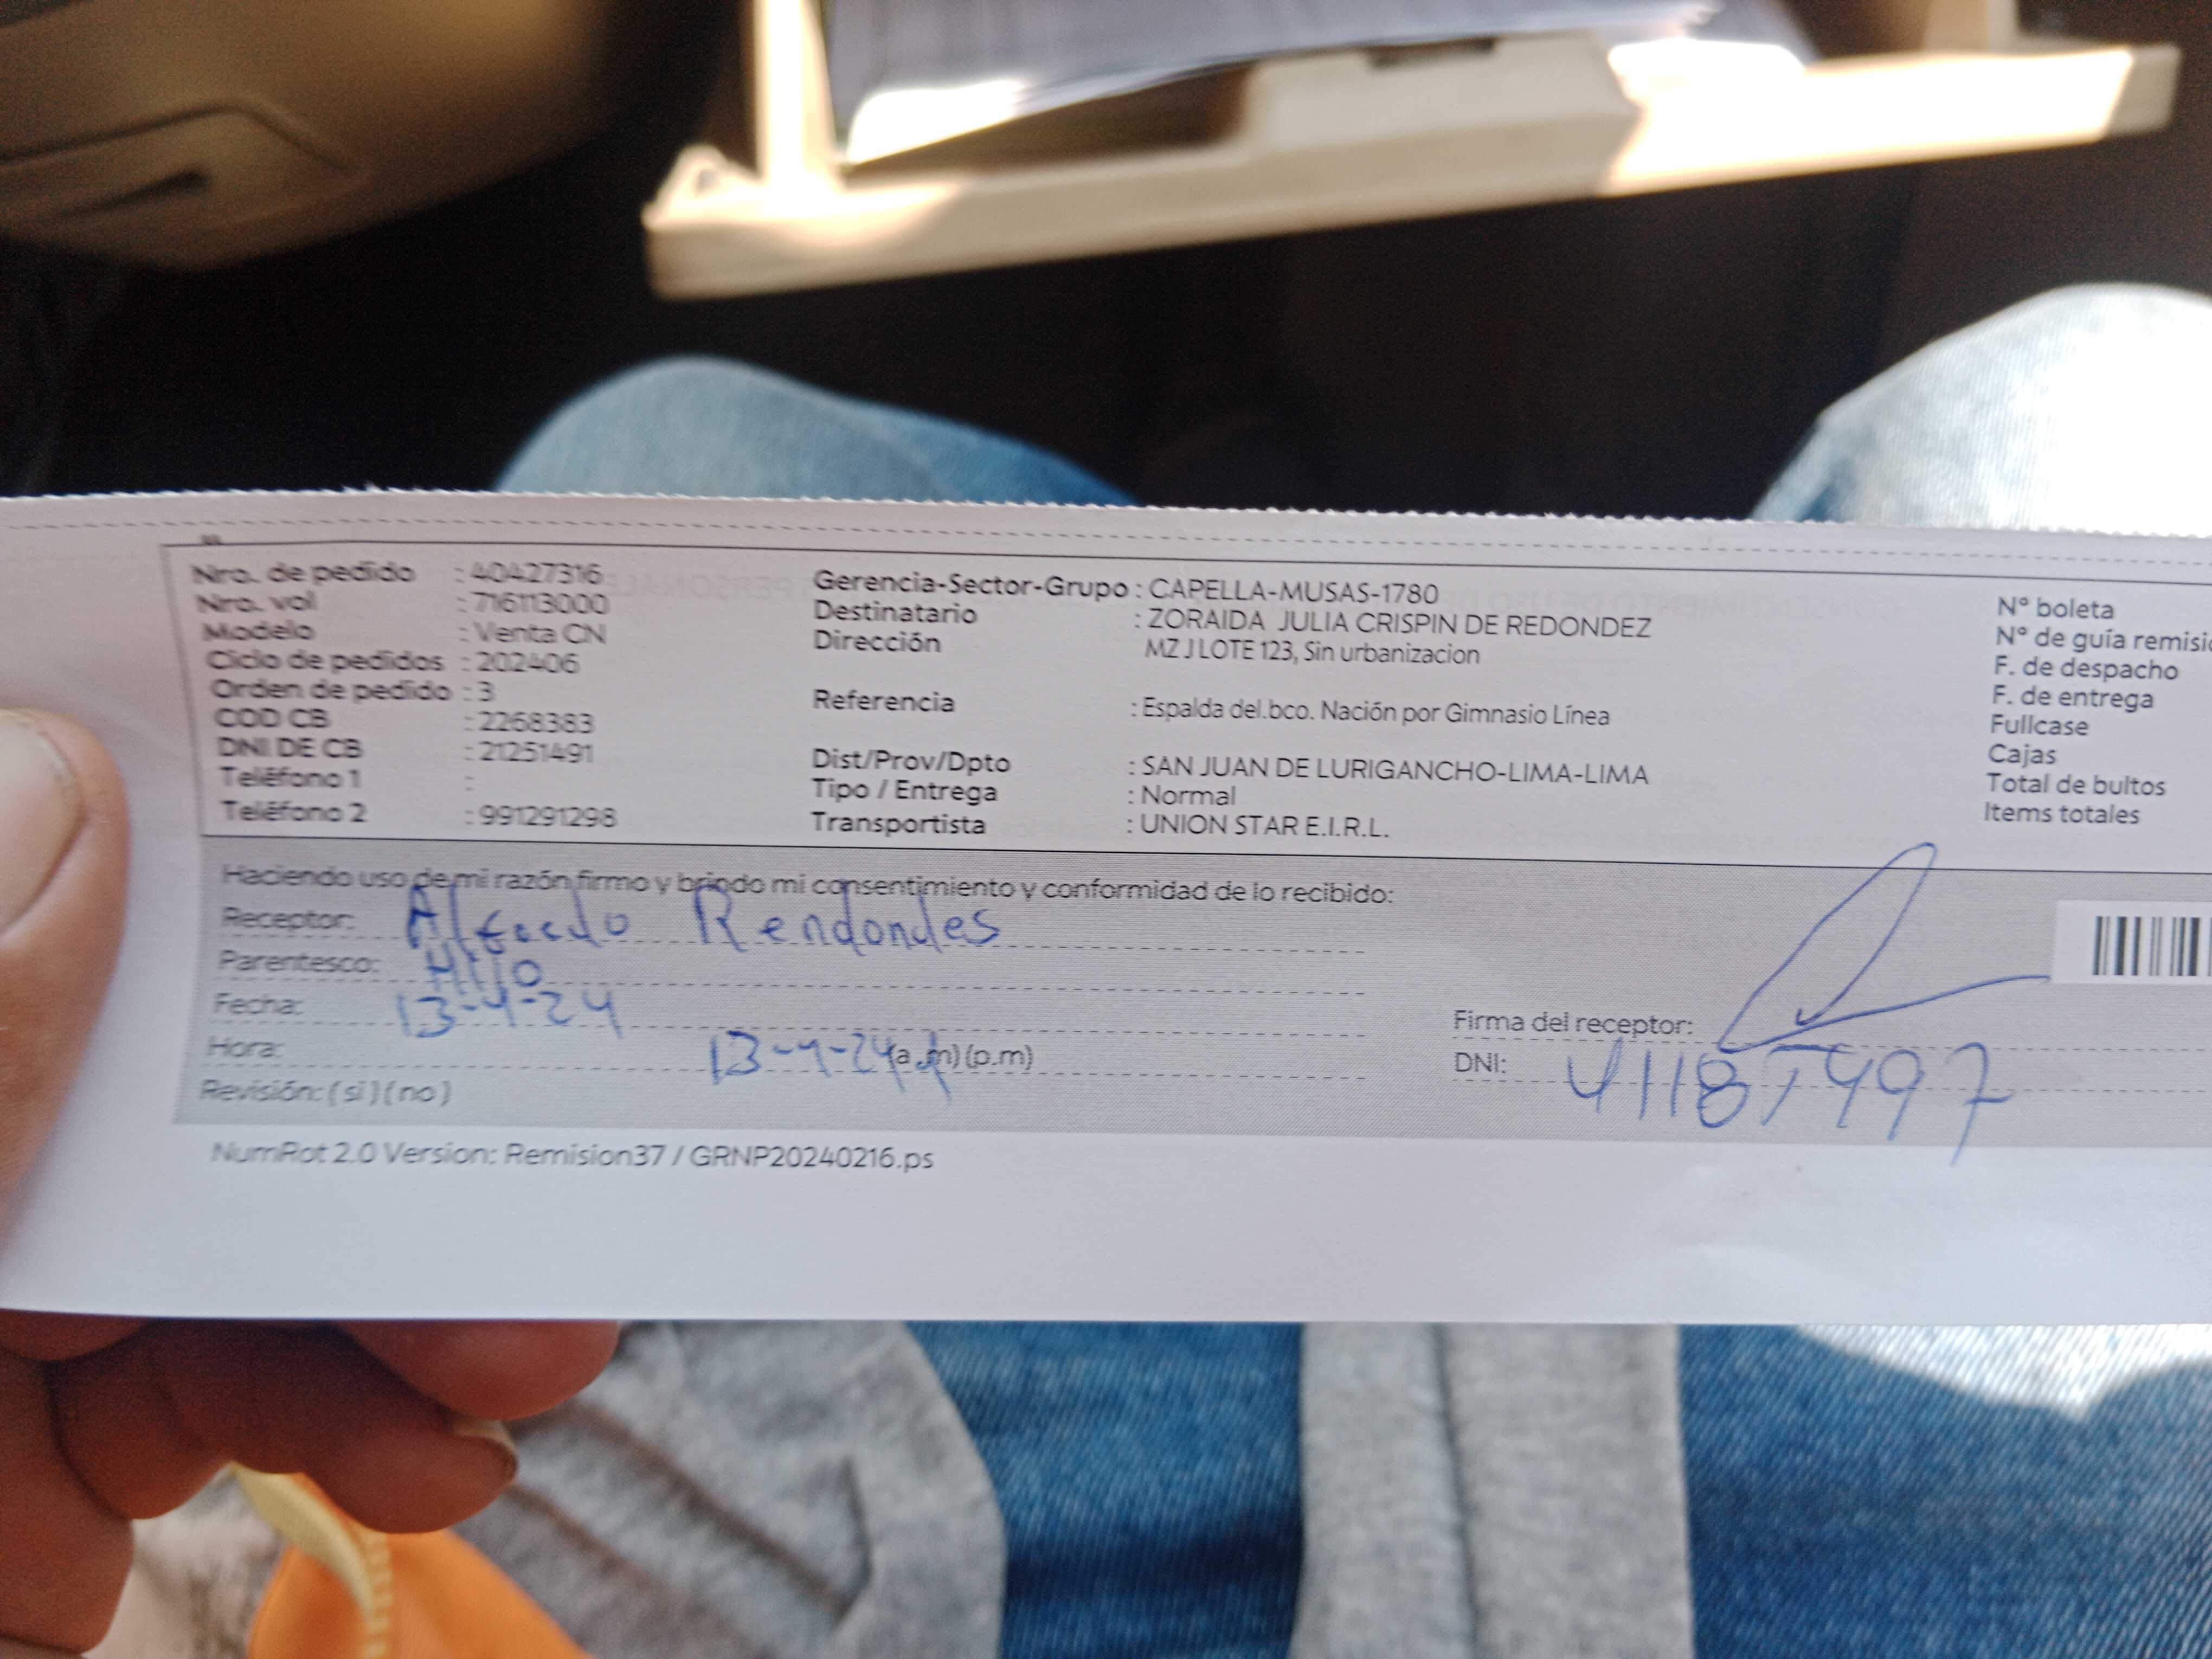 Nro. de pedido : 40427316
Nro. vol : 716113000
Modelo : Venta CN
Ciclo de pedidos : 202406
Orden de pedido : 3
COD CB : 2268383
DNI DE CB : 21251491
Teléfono 1 :
Teléfono 2 : 991291298
Gerencia-Sector-Grupo : CAPELLA-MUSAS-1780
Destinatario : ZORAIDA JULIA CRISPIN DE REDONDEZ
Dirección MZ J LOTE 123, Sin urbanizacion
Referencia : Espalda del.bco. Nación por Gimnasio Línea
Dist/Prov/Dpto : SAN JUAN DE LURIGANCHO-LIMA-LIMA
Tipo / Entrega : Normal
Transportista : UNION STAR E.I.R.L.
N° boleta
N° de guía remisió
F. de despacho
F. de entrega
Fullcase
Cajas
Total de bultos
Items totales
Haciendo uso de mi razón firmo y brindo mi consentimiento y conformidad de lo recibido:
Receptor: Rendondes
Parentesco: HIJO
Fecha: 13-4-24
Hora: 13-4-24 (a.m) (p.m)
Revisión: ( si ) ( no )
Firma del receptor:
DNI: 41185497
NumRot 2.0 Version: Remision37 / GRNP20240216.ps